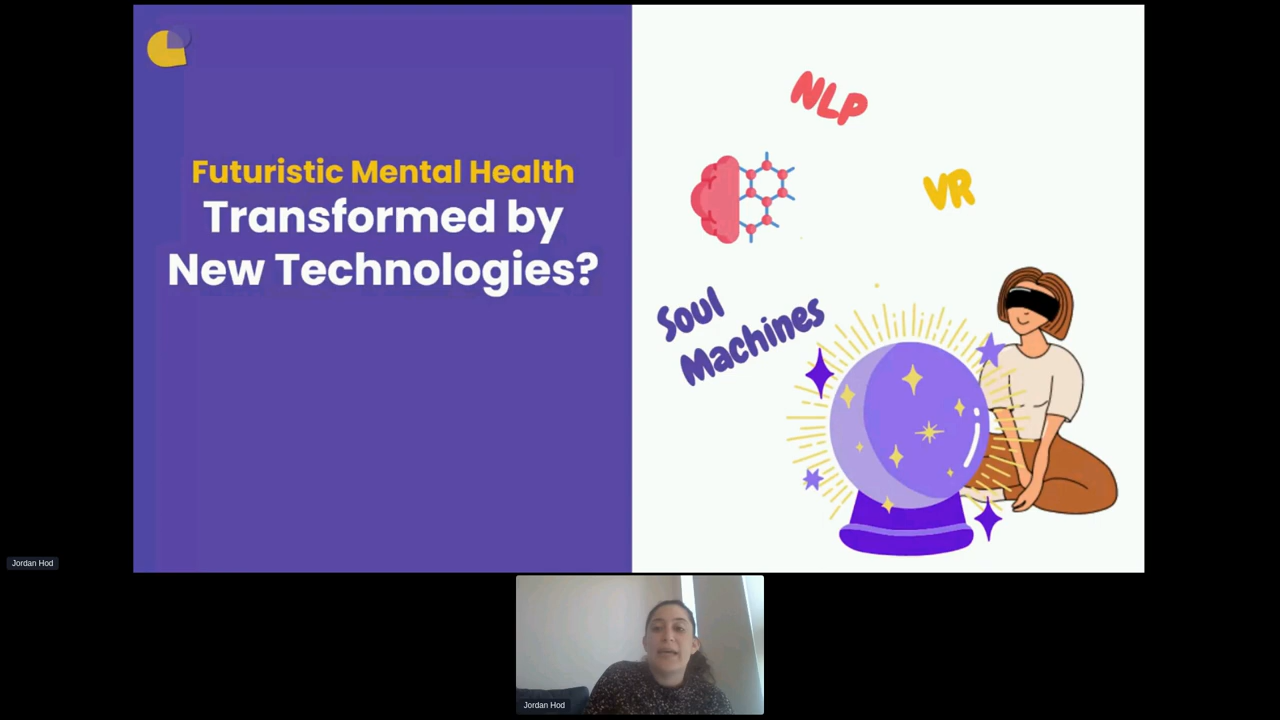 Futuristic Mental Health
Transformed by
New Technologies?
NLP
VR
Soul
Machines
Jordan Hod
Jordan Hod